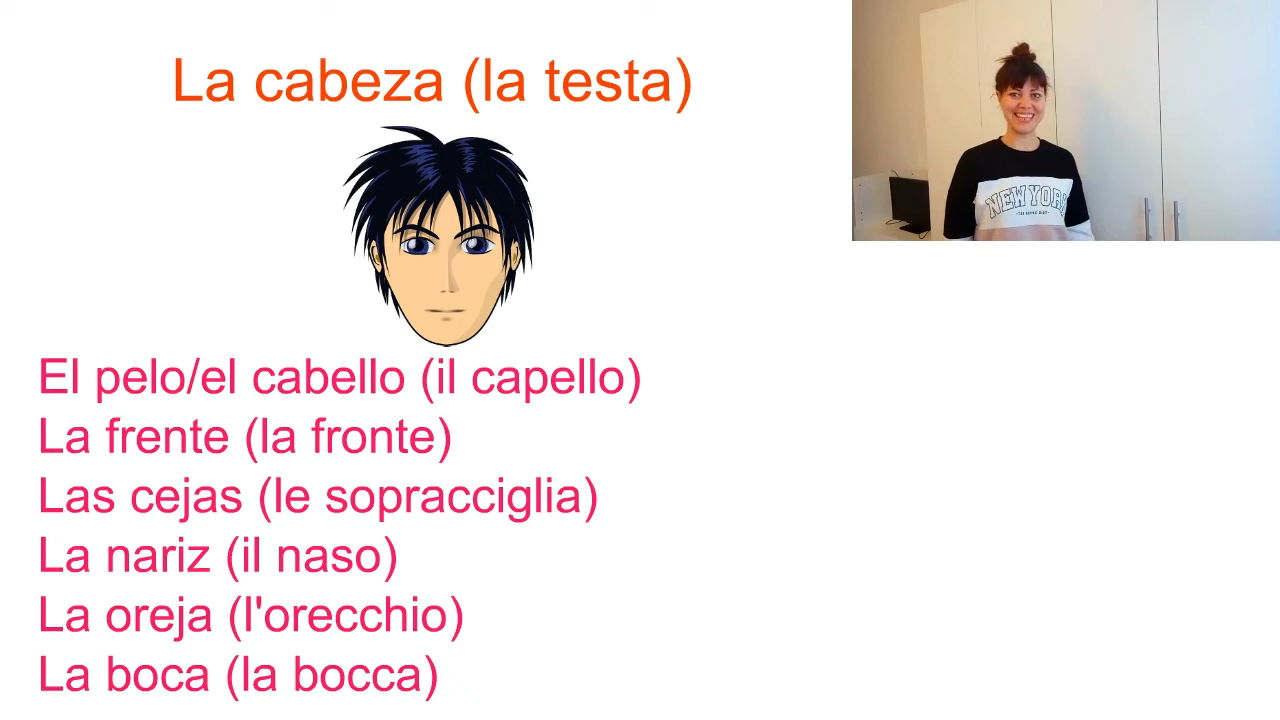 La cabeza (la testa)
NEW YORK
El pelo/el cabello (il capello)
La frente (la fronte)
Las cejas (le sopracciglia)
La nariz (il naso)
La oreja (l'orecchio)
La boca (la bocca)